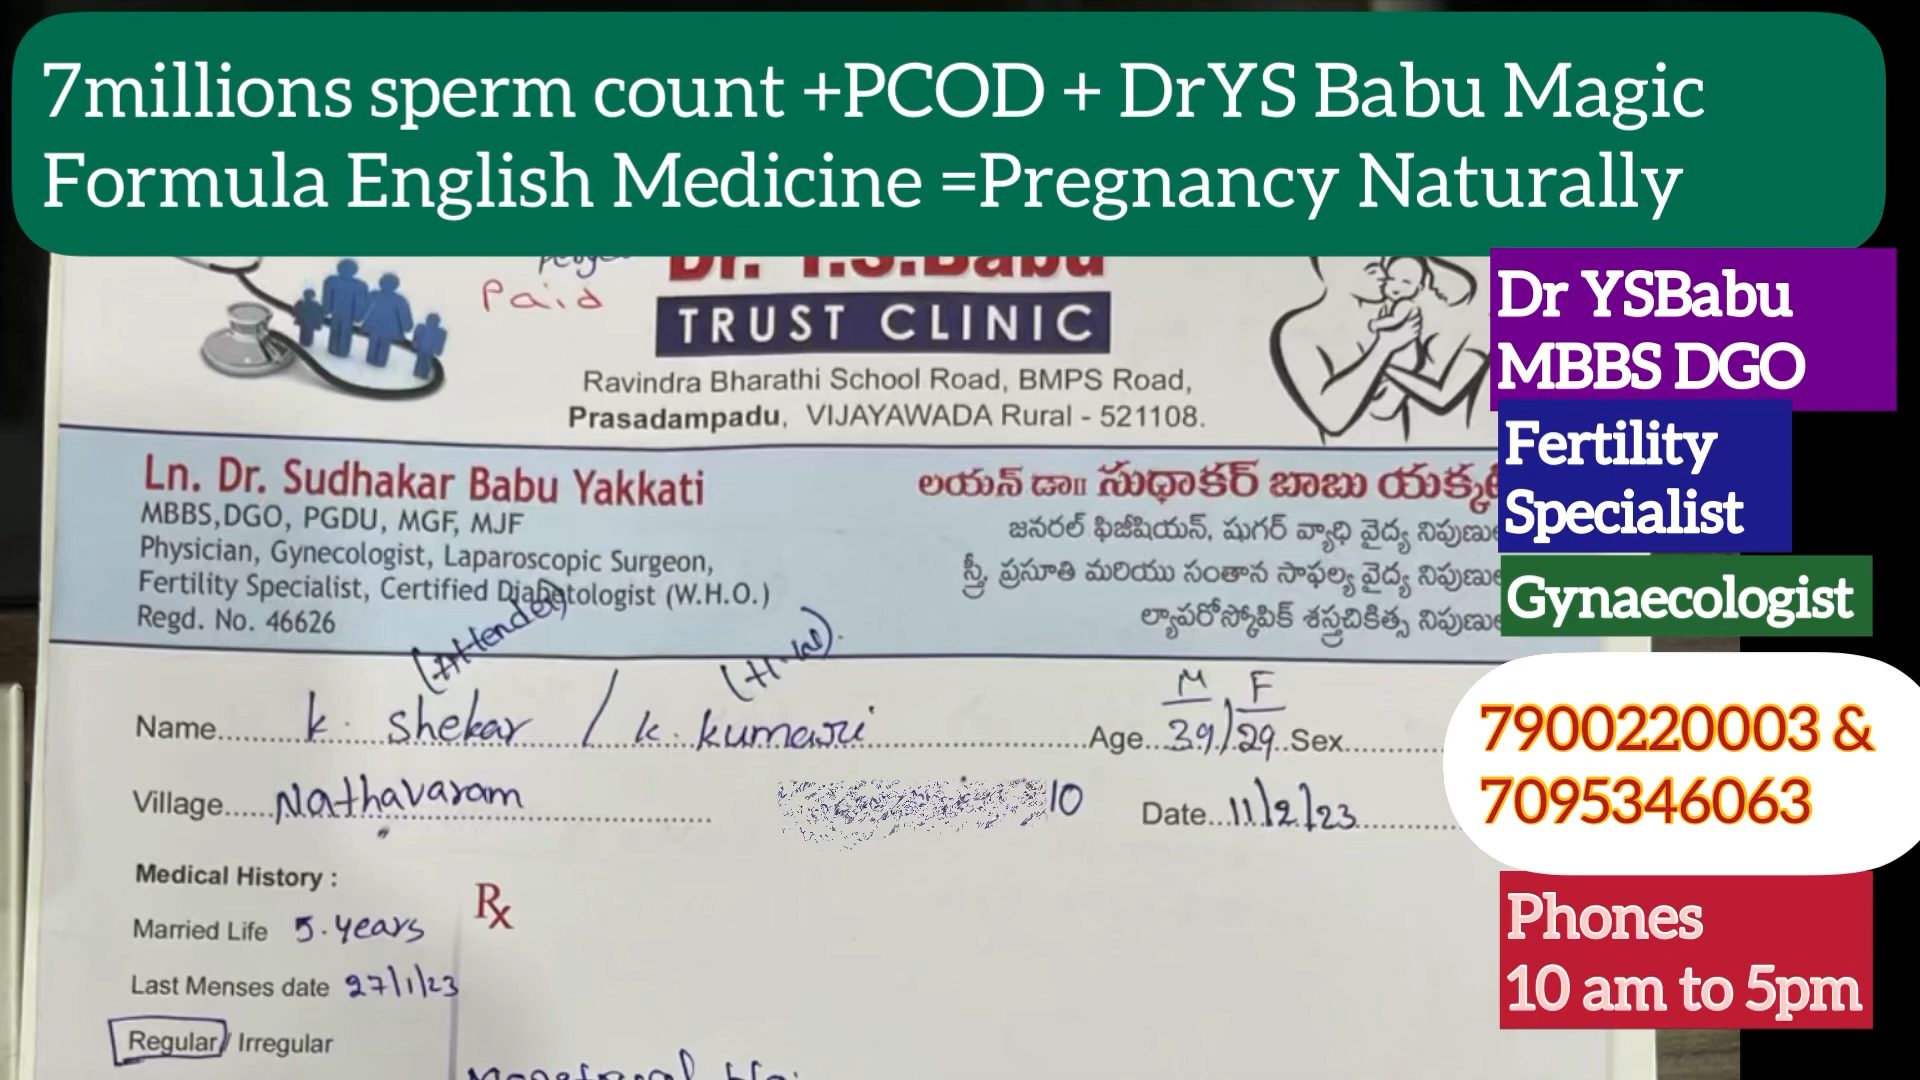 7millions sperm count +PCOD + DrYS Babu Magic
Formula English Medicine =Pregnancy Naturally
Paid
Dr. Y.S.Babu
TRUST CLINIC
Ravindra Bharathi School Road, BMPS Road,
Prasadampadu, VIJAYAWADA Rural - 521108.
Dr YSBabu
MBBS DGO
Fertility
Specialist
Gynaecologist
7900220003 &
7095346063
Phones
10 am to 5pm
Ln. Dr. Sudhakar Babu Yakkati
MBBS,DGO, PGDU, MGF, MJF
Physician, Gynecologist, Laparoscopic Surgeon,
Fertility Specialist, Certified Diabetologist (W.H.O.)
Regd. No. 46626
లయన్ డా॥ సుధాకర్ బాబు
జనరల్ ఫిజీషియన్, షుగర్ వ్యాధి వైద్య
స్త్రీ, ప్రసూతి మరియు సంతాన సాఫల్య వైద్య
ల్యాపరోస్కోపిక్ శస్త్రచికిత్స
(Attended)
(H.W).
Name k. Shekar / k. kumari Age M 39 / F 29 Sex
Village Nathavaram 10 Date 11/2/23
Medical History :
Rx
Married Life 5. years
Last Menses date 27/1/23
Regular / Irregular